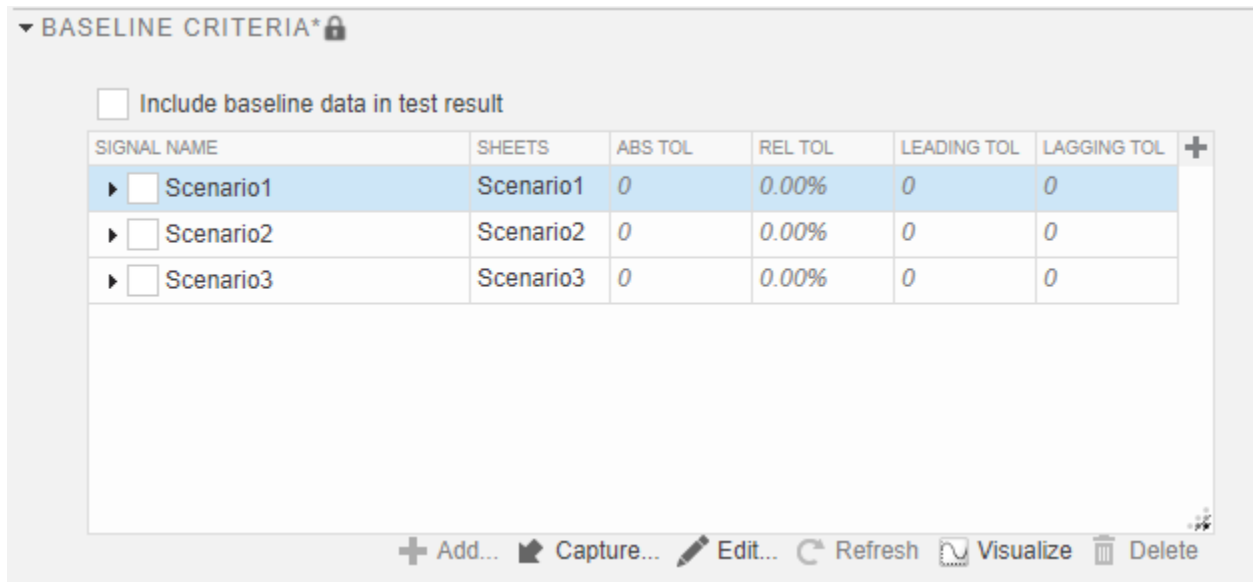 BASELINE CRITERIA*
Include baseline data in test result
SIGNAL NAME SHEETS ABS TOL REL TOL LEADING TOL LAGGING TOL
Scenario1 Scenario1 0 0.00% 0 0
Scenario2 Scenario2 0 0.00% 0 0
Scenario3 Scenario3 0 0.00% 0 0
Add... Capture... Edit... Refresh Visualize Delete